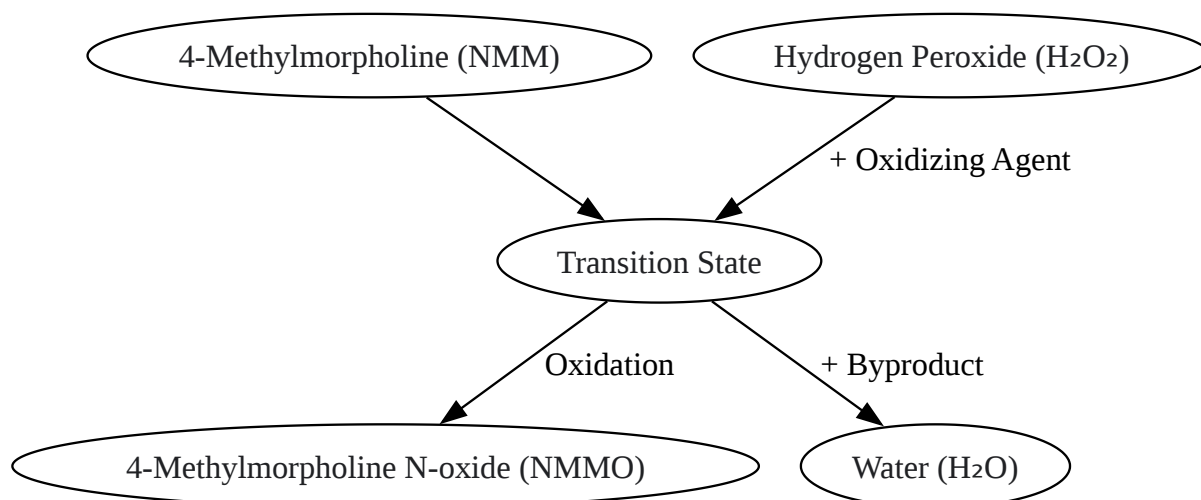 4-Methylmorpholine (NMM)
Hydrogen Peroxide (H₂O₂)
+ Oxidizing Agent
Transition State
Oxidation
+ Byproduct
4-Methylmorpholine N-oxide (NMMO)
Water (H₂O)